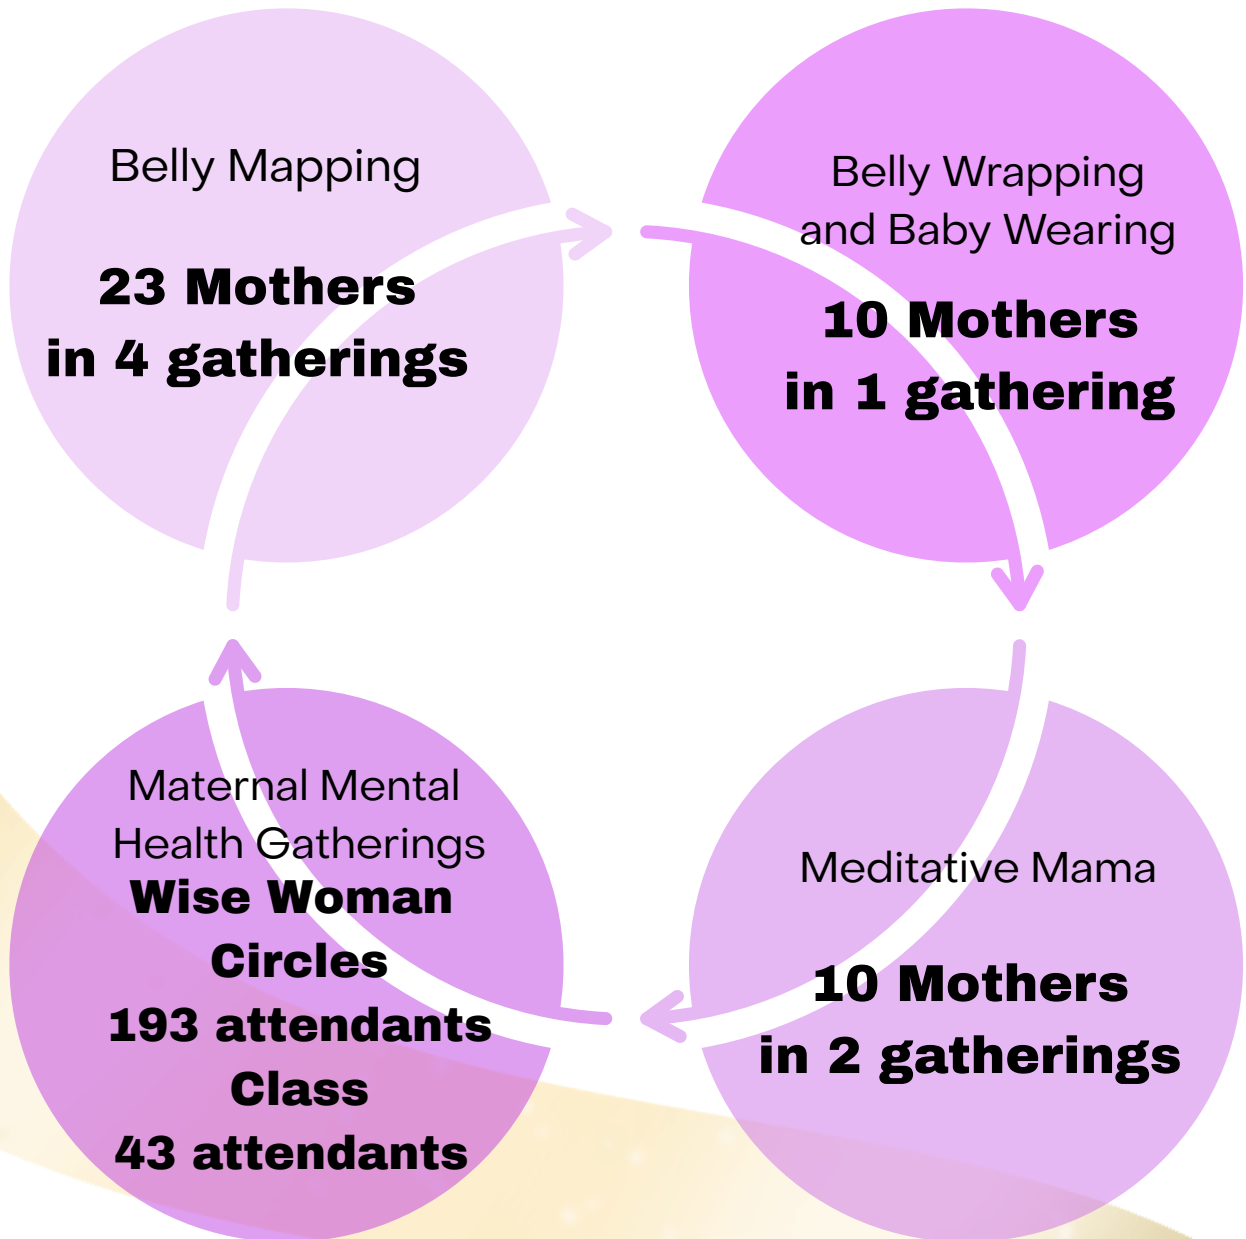 Belly Mapping
23 Mothers
in 4 gatherings
Belly Wrapping
and Baby Wearing
10 Mothers
in 1 gathering
Maternal Mental
Health Gatherings
Wise Woman
Circles
193 attendants
Class
43 attendants
Meditative Mama
10 Mothers
in 2 gatherings